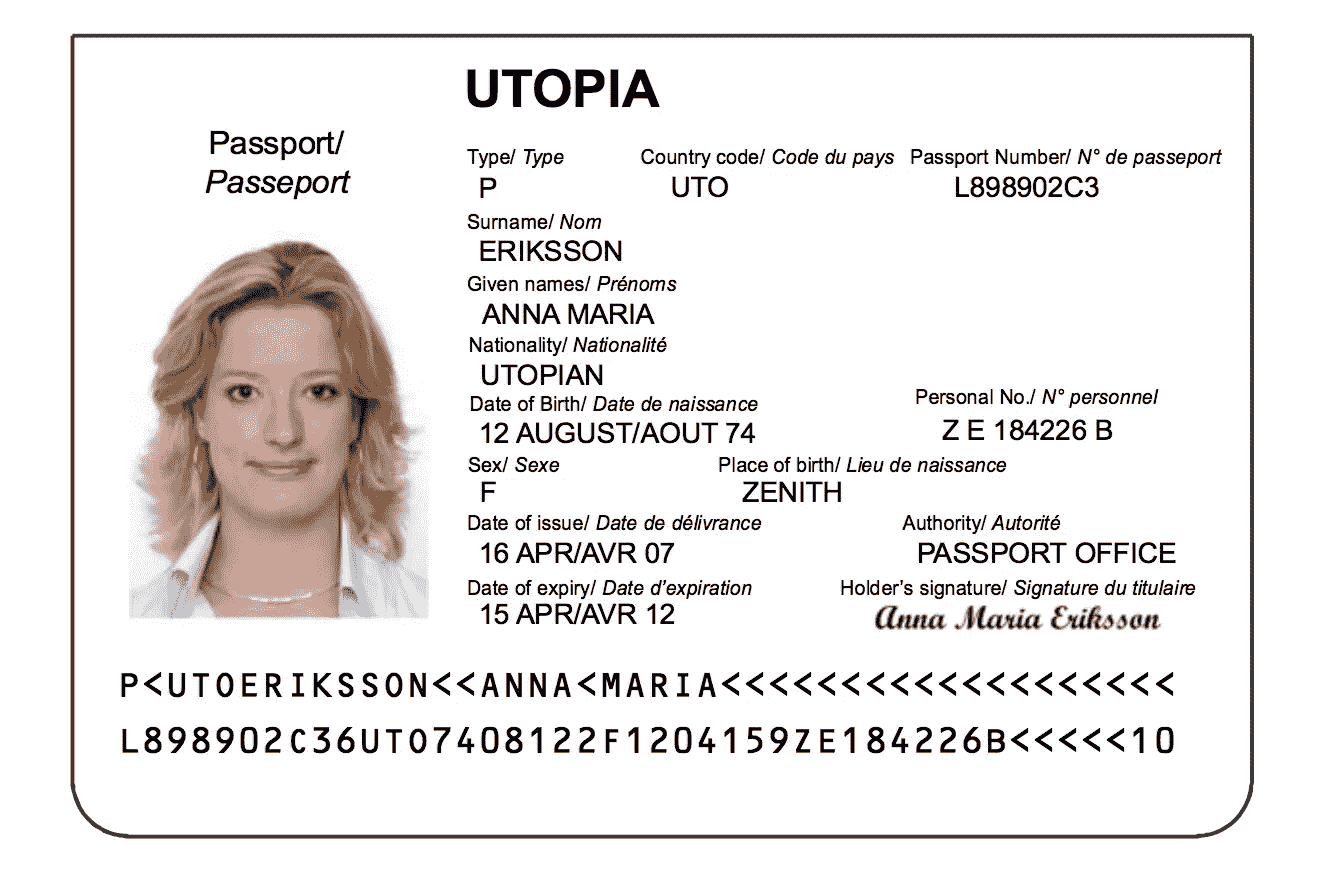 UTOPIA
Passport/
Passeport
Type/ Type
Country code/ Code du pays
Passport Number/ N° de passeport
P
UTO
L898902C3
Surname/ Nom
ERIKSSON
Given names/ Prénoms
ANNA MARIA
Nationality/ Nationalité
UTOPIAN
Date of Birth/ Date de naissance
Personal No./ N° personnel
12 AUGUST/AOUT 74
Z E 184226 B
Sex/ Sexe
Place of birth/ Lieu de naissance
F
ZENITH
Date of issue/ Date de délivrance
Authority/ Autorité
16 APR/AVR 07
PASSPORT OFFICE
Date of expiry/ Date d'expiration
Holder's signature/ Signature du titulaire
15 APR/AVR 12
Anna Maria Eriksson
P<UTOERIKSSON<<ANNA<MARIA<<<<<<<<<<<<<<<<<<<
L898902C36UTO7408122F1204159ZE184226B<<<<<10